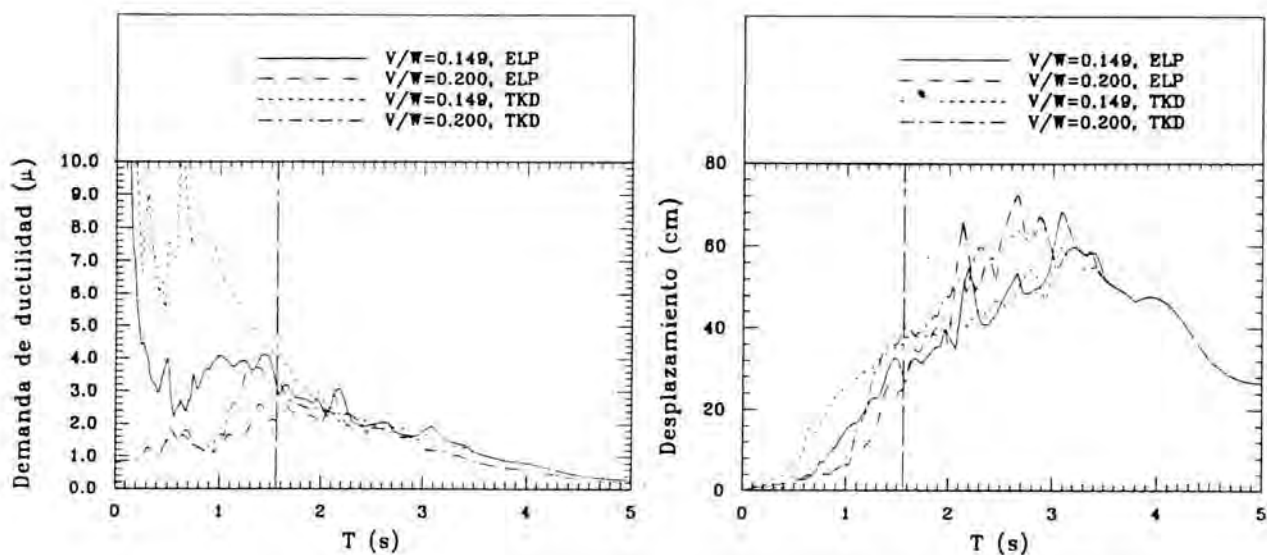 V/W=0.149, ELP
V/W=0.200, ELP
V/W=0.149, TKD
V/W=0.200, TKD
Demanda de ductilidad (μ)
10.0
9.0
8.0
7.0
6.0
5.0
4.0
3.0
2.0
1.0
0.0
0 1 2 3 4 5
T (s)
V/W=0.149, ELP
V/W=0.200, ELP
V/W=0.149, TKD
V/W=0.200, TKD
Desplazamiento (cm)
80
60
40
20
0
0 1 2 3 4 5
T (s)